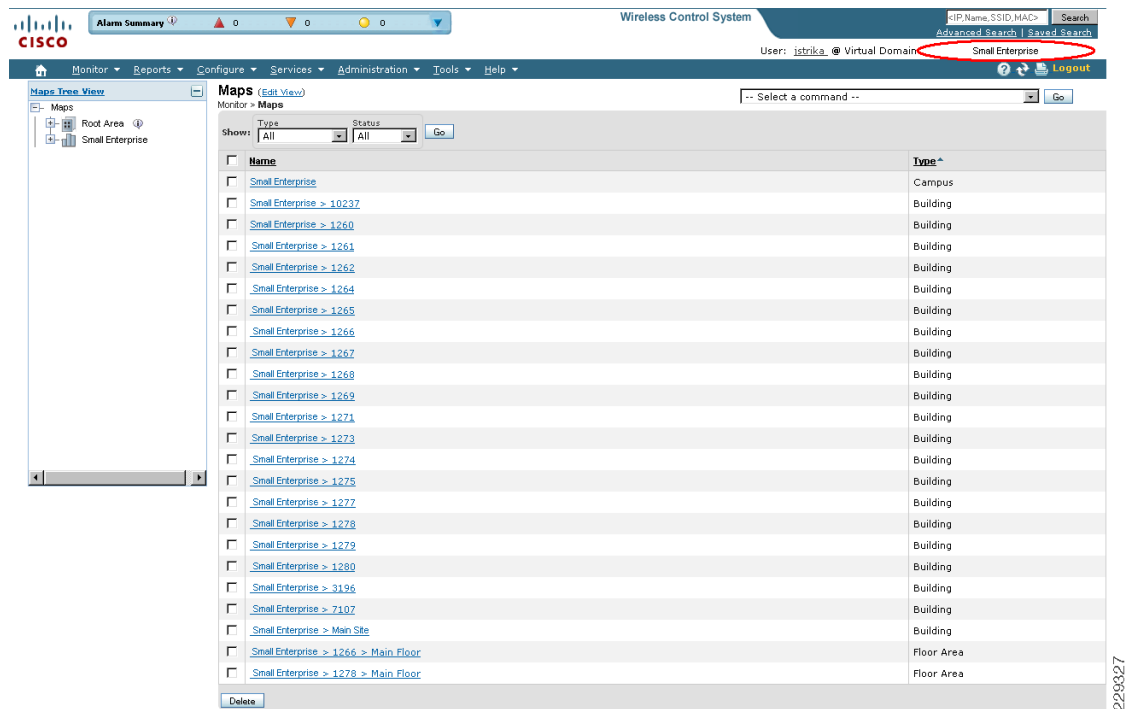 Alarm Summary 0 0 0
Wireless Control System
<IP,Name,SSID,MAC> Search
Advanced Search | Saved Search
CISCO
User: jstrika @ Virtual Domain Small Enterprise
Monitor Reports Configure Services Administration Tools Help Logout
Maps Tree View
Maps
Root Area
Small Enterprise
Maps (Edit View)
Monitor > Maps
-- Select a command -- Go
Show: Type Status
All All Go
Name Type
Small Enterprise Campus
Small Enterprise > 10237 Building
Small Enterprise > 1260 Building
Small Enterprise > 1261 Building
Small Enterprise > 1262 Building
Small Enterprise > 1264 Building
Small Enterprise > 1265 Building
Small Enterprise > 1266 Building
Small Enterprise > 1267 Building
Small Enterprise > 1268 Building
Small Enterprise > 1269 Building
Small Enterprise > 1271 Building
Small Enterprise > 1273 Building
Small Enterprise > 1274 Building
Small Enterprise > 1275 Building
Small Enterprise > 1277 Building
Small Enterprise > 1278 Building
Small Enterprise > 1279 Building
Small Enterprise > 1280 Building
Small Enterprise > 3196 Building
Small Enterprise > 7107 Building
Small Enterprise > Main Site Building
Small Enterprise > 1266 > Main Floor Floor Area
Small Enterprise > 1278 > Main Floor Floor Area
Delete
229327